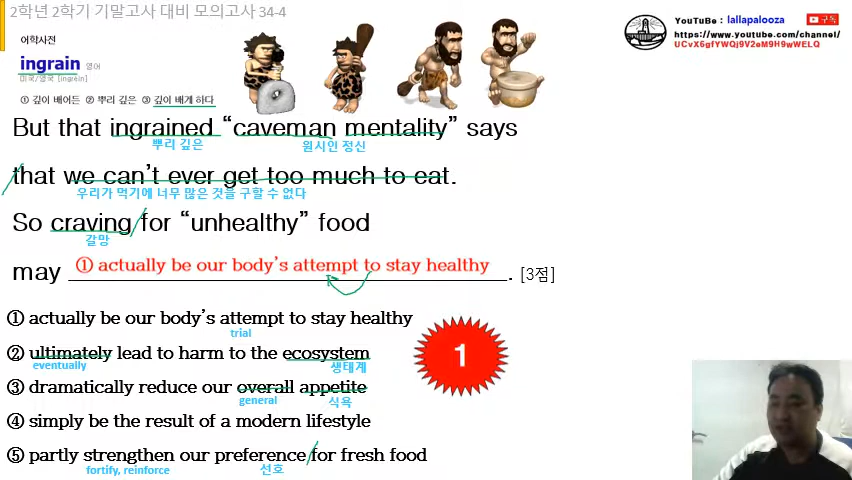 2학년 2학기 기말고사 대비 모의고사 34-4
어학사전
ingrain 영어
미국/영국 [ingréin]
① 깊이 배어든 ② 뿌리 깊은 ③ 깊이 배게 하다
YouTuBe : lallapalooza 구독
https://www.youtube.com/channel/
UCvX6gfYWQj9V2eM9H9wWELQ
But that ingrained “caveman mentality” says
뿌리 깊은 원시인 정신
that we can’t ever get too much to eat.
우리가 먹기에 너무 많은 것을 구할 수 없다
So craving for “unhealthy” food
갈망
may ① actually be our body’s attempt to stay healthy. [3점]
① actually be our body’s attempt to stay healthy
trial
② ultimately lead to harm to the ecosystem
eventually 생태계
③ dramatically reduce our overall appetite
general 식욕
④ simply be the result of a modern lifestyle
⑤ partly strengthen our preference for fresh food
fortify, reinforce 선호
1